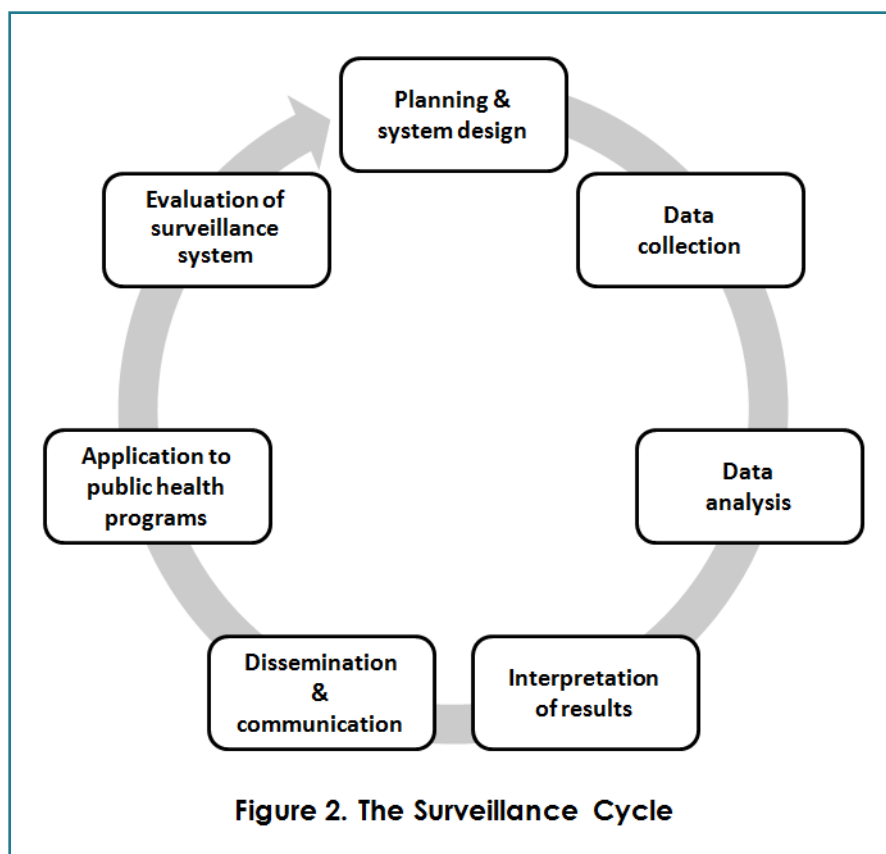 Planning &
system design
Data
collection
Data
analysis
Interpretation
of results
Dissemination
&
communication
Application to
public health
programs
Evaluation of
surveillance
system
Figure 2. The Surveillance Cycle